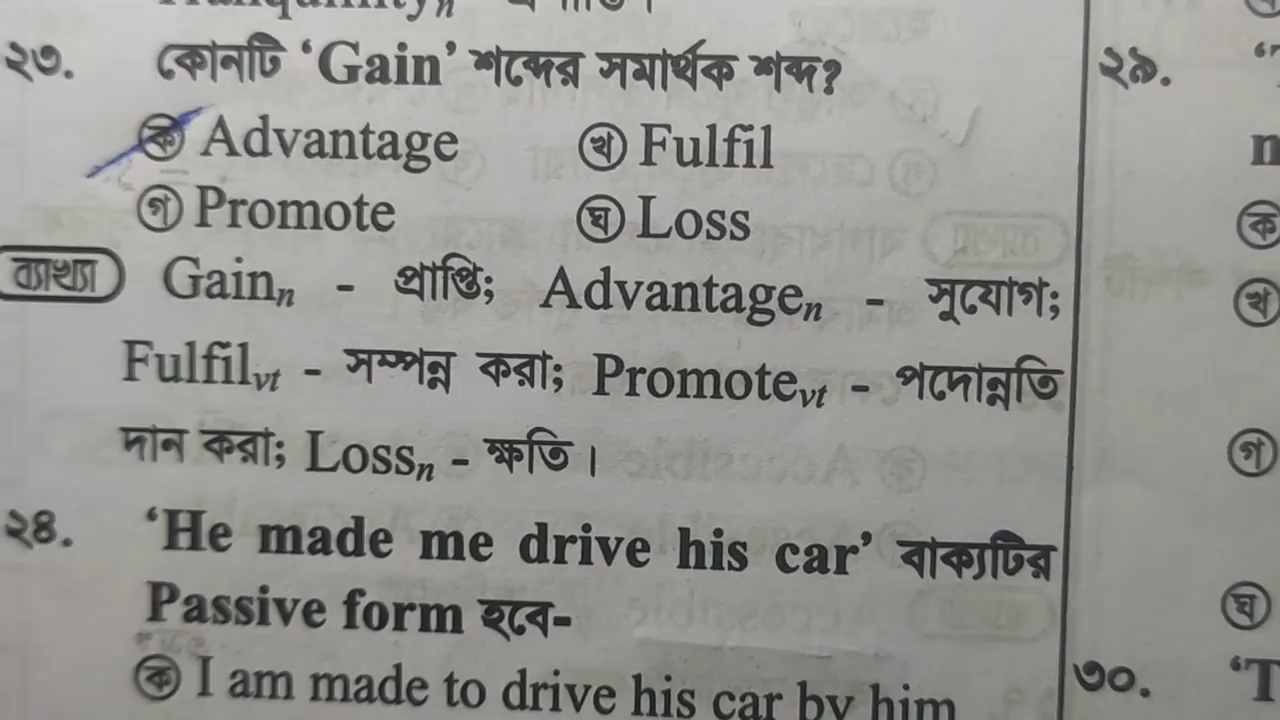 ২৩. কোনটি ‘Gain’ শব্দের সমার্থক শব্দ?
ক Advantage খ Fulfil
গ Promote ঘ Loss
ব্যাখ্যা Gainₙ - প্রাপ্তি; Advantageₙ - সুযোগ;
Fulfilvt - সম্পন্ন করা; Promotevt - পদোন্নতি
দান করা; Lossₙ - ক্ষতি।
২৪. ‘He made me drive his car’ বাক্যটির
Passive form হবে-
ক I am made to drive his car by him
২৯.
ক
খ
গ
ঘ
৩০. ‘T